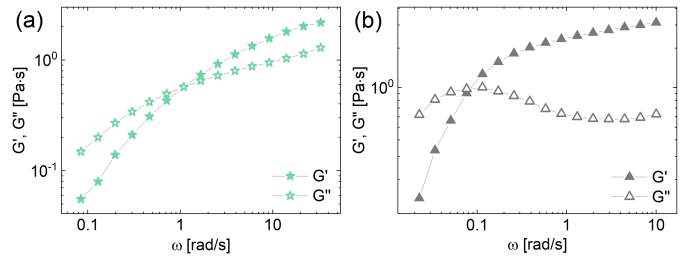 (a)
G', G" [Pa·s]
10⁰
10⁻¹
G'
G"
0.1
1
10
ω [rad/s]
(b)
G', G" [Pa·s]
10⁰
G'
G"
0.1
1
10
ω [rad/s]